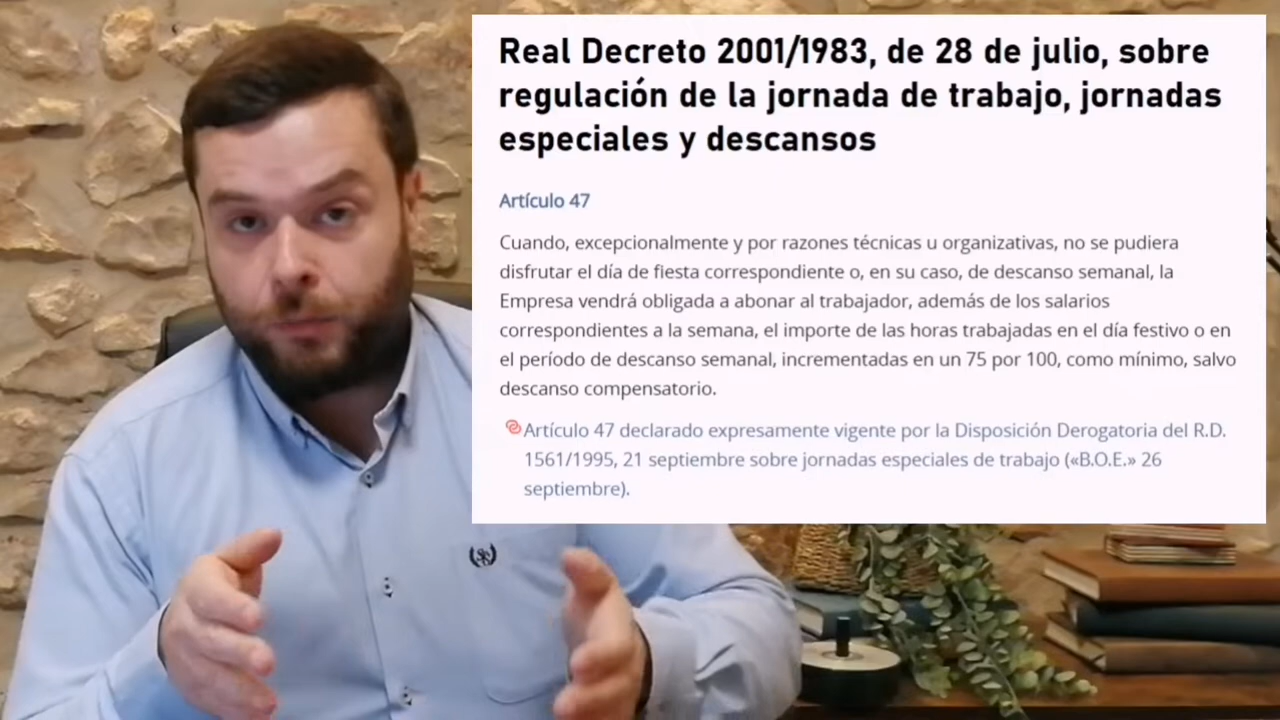 Real Decreto 2001/1983, de 28 de julio, sobre
regulación de la jornada de trabajo, jornadas
especiales y descansos
Artículo 47
Cuando, excepcionalmente y por razones técnicas u organizativas, no se pudiera
disfrutar el día de fiesta correspondiente o, en su caso, de descanso semanal, la
Empresa vendrá obligada a abonar al trabajador, además de los salarios
correspondientes a la semana, el importe de las horas trabajadas en el día festivo o en
el período de descanso semanal, incrementadas en un 75 por 100, como mínimo, salvo
descanso compensatorio.
Artículo 47 declarado expresamente vigente por la Disposición Derogatoria del R.D.
1561/1995, 21 septiembre sobre jornadas especiales de trabajo («B.O.E.» 26
septiembre).